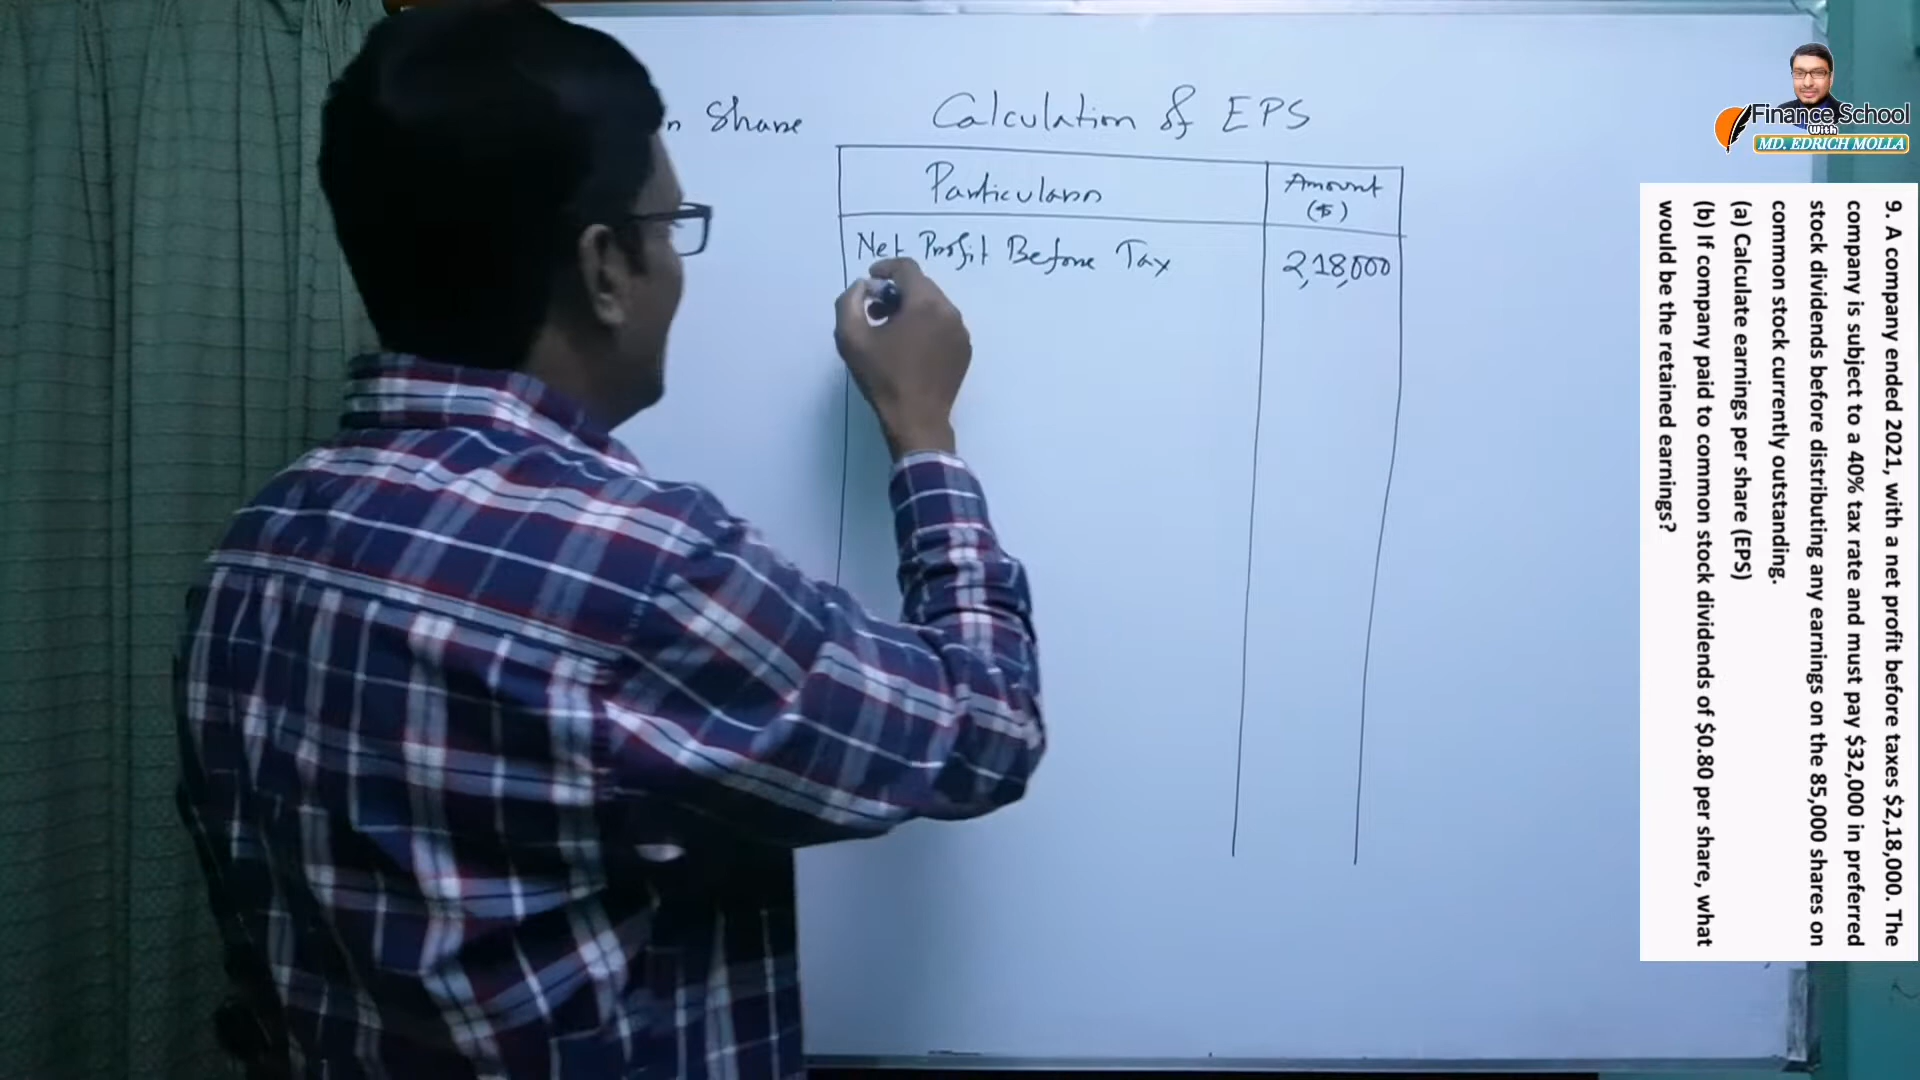 n Share
Calculation of EPS
Particulars
Amount
($)
Net Profit Before Tax
2,18,000
Finance School
With
MD. EDRICH MOLLA
9. A company ended 2021, with a net profit before taxes $2,18,000. The
company is subject to a 40% tax rate and must pay $32,000 in preferred
stock dividends before distributing any earnings on the 85,000 shares on
common stock currently outstanding.
(a) Calculate earnings per share (EPS)
(b) If company paid to common stock dividends of $0.80 per share, what
would be the retained earnings?